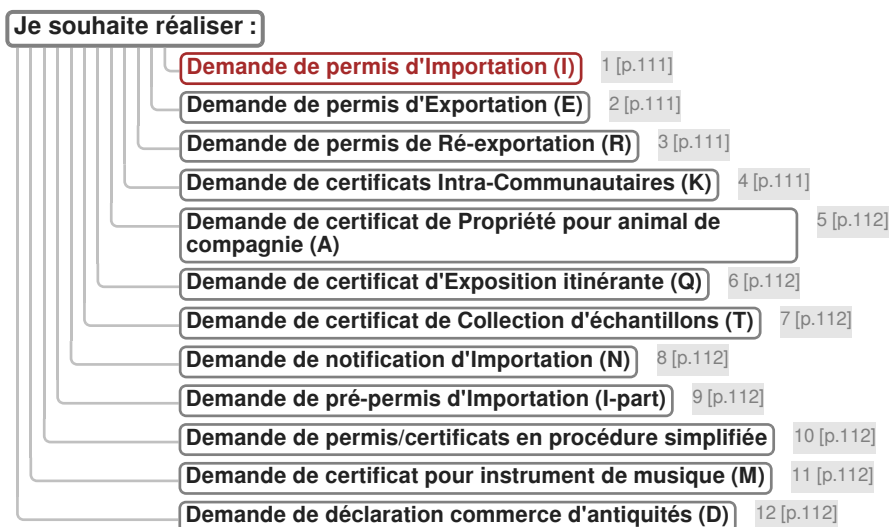 Je souhaite réaliser :
Demande de permis d'Importation (I) 1 [p.111]
Demande de permis d'Exportation (E) 2 [p.111]
Demande de permis de Ré-exportation (R) 3 [p.111]
Demande de certificats Intra-Communautaires (K) 4 [p.111]
Demande de certificat de Propriété pour animal de 5 [p.112]
compagnie (A)
Demande de certificat d'Exposition itinérante (Q) 6 [p.112]
Demande de certificat de Collection d'échantillons (T) 7 [p.112]
Demande de notification d'Importation (N) 8 [p.112]
Demande de pré-permis d'Importation (I-part) 9 [p.112]
Demande de permis/certificats en procédure simplifiée 10 [p.112]
Demande de certificat pour instrument de musique (M) 11 [p.112]
Demande de déclaration commerce d'antiquités (D) 12 [p.112]